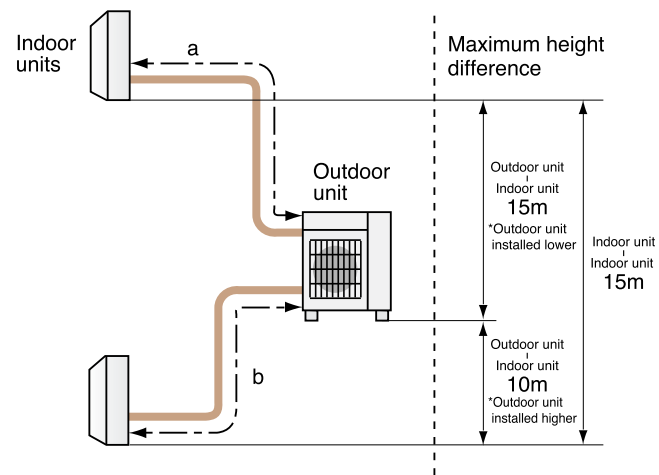 Indoor
units
a
Maximum height
difference
Outdoor
unit
Outdoor unit
Indoor unit
15m
*Outdoor unit
installed lower
Indoor unit
Indoor unit
15m
b
Outdoor unit
Indoor unit
10m
*Outdoor unit
installed higher